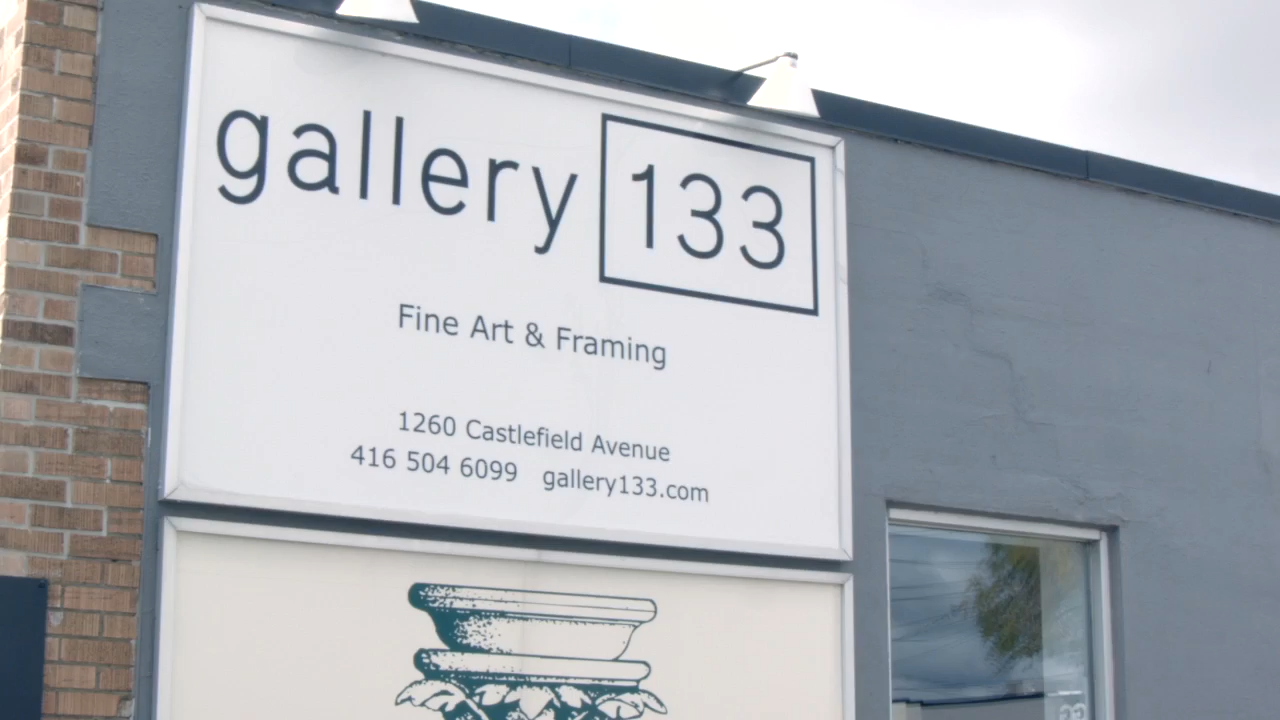 gallery 133
Fine Art & Framing
1260 Castlefield Avenue
416 504 6099 gallery133.com